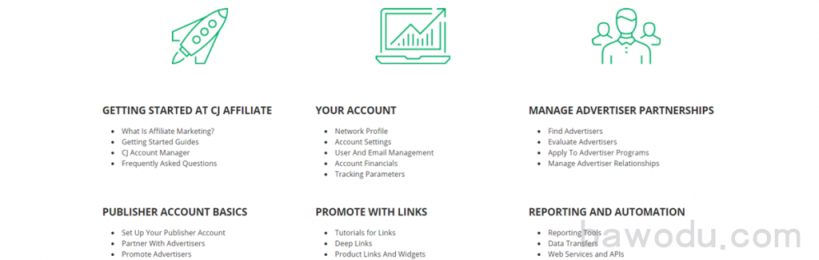 GETTING STARTED AT CJ AFFILIATE
What Is Affiliate Marketing?
Getting Started Guides
CJ Account Manager
Frequently Asked Questions
YOUR ACCOUNT
Network Profile
Account Settings
User And Email Management
Account Financials
Tracking Parameters
MANAGE ADVERTISER PARTNERSHIPS
Find Advertisers
Evaluate Advertisers
Apply To Advertiser Programs
Manage Advertiser Relationships
PUBLISHER ACCOUNT BASICS
Set Up Your Publisher Account
Partner With Advertisers
Promote Advertisers
PROMOTE WITH LINKS
Tutorials for Links
Deep Links
Product Links And Widgets
REPORTING AND AUTOMATION
Reporting Tools
Data Transfers
Web Services and APIs
hawodu.com